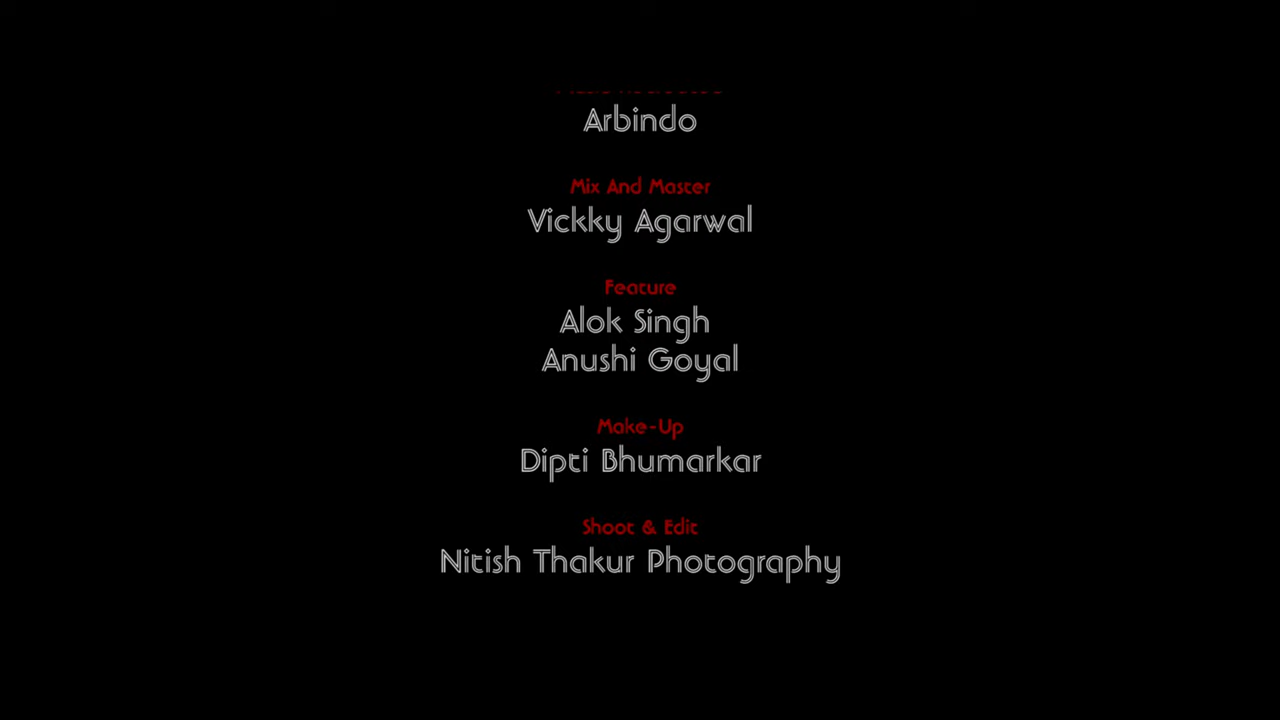 Arbindo
Mix And Master
Vickky Agarwal
Feature
Alok Singh
Anushi Goyal
Make-Up
Dipti Bhumarkar
Shoot & Edit
Nitish Thakur Photography